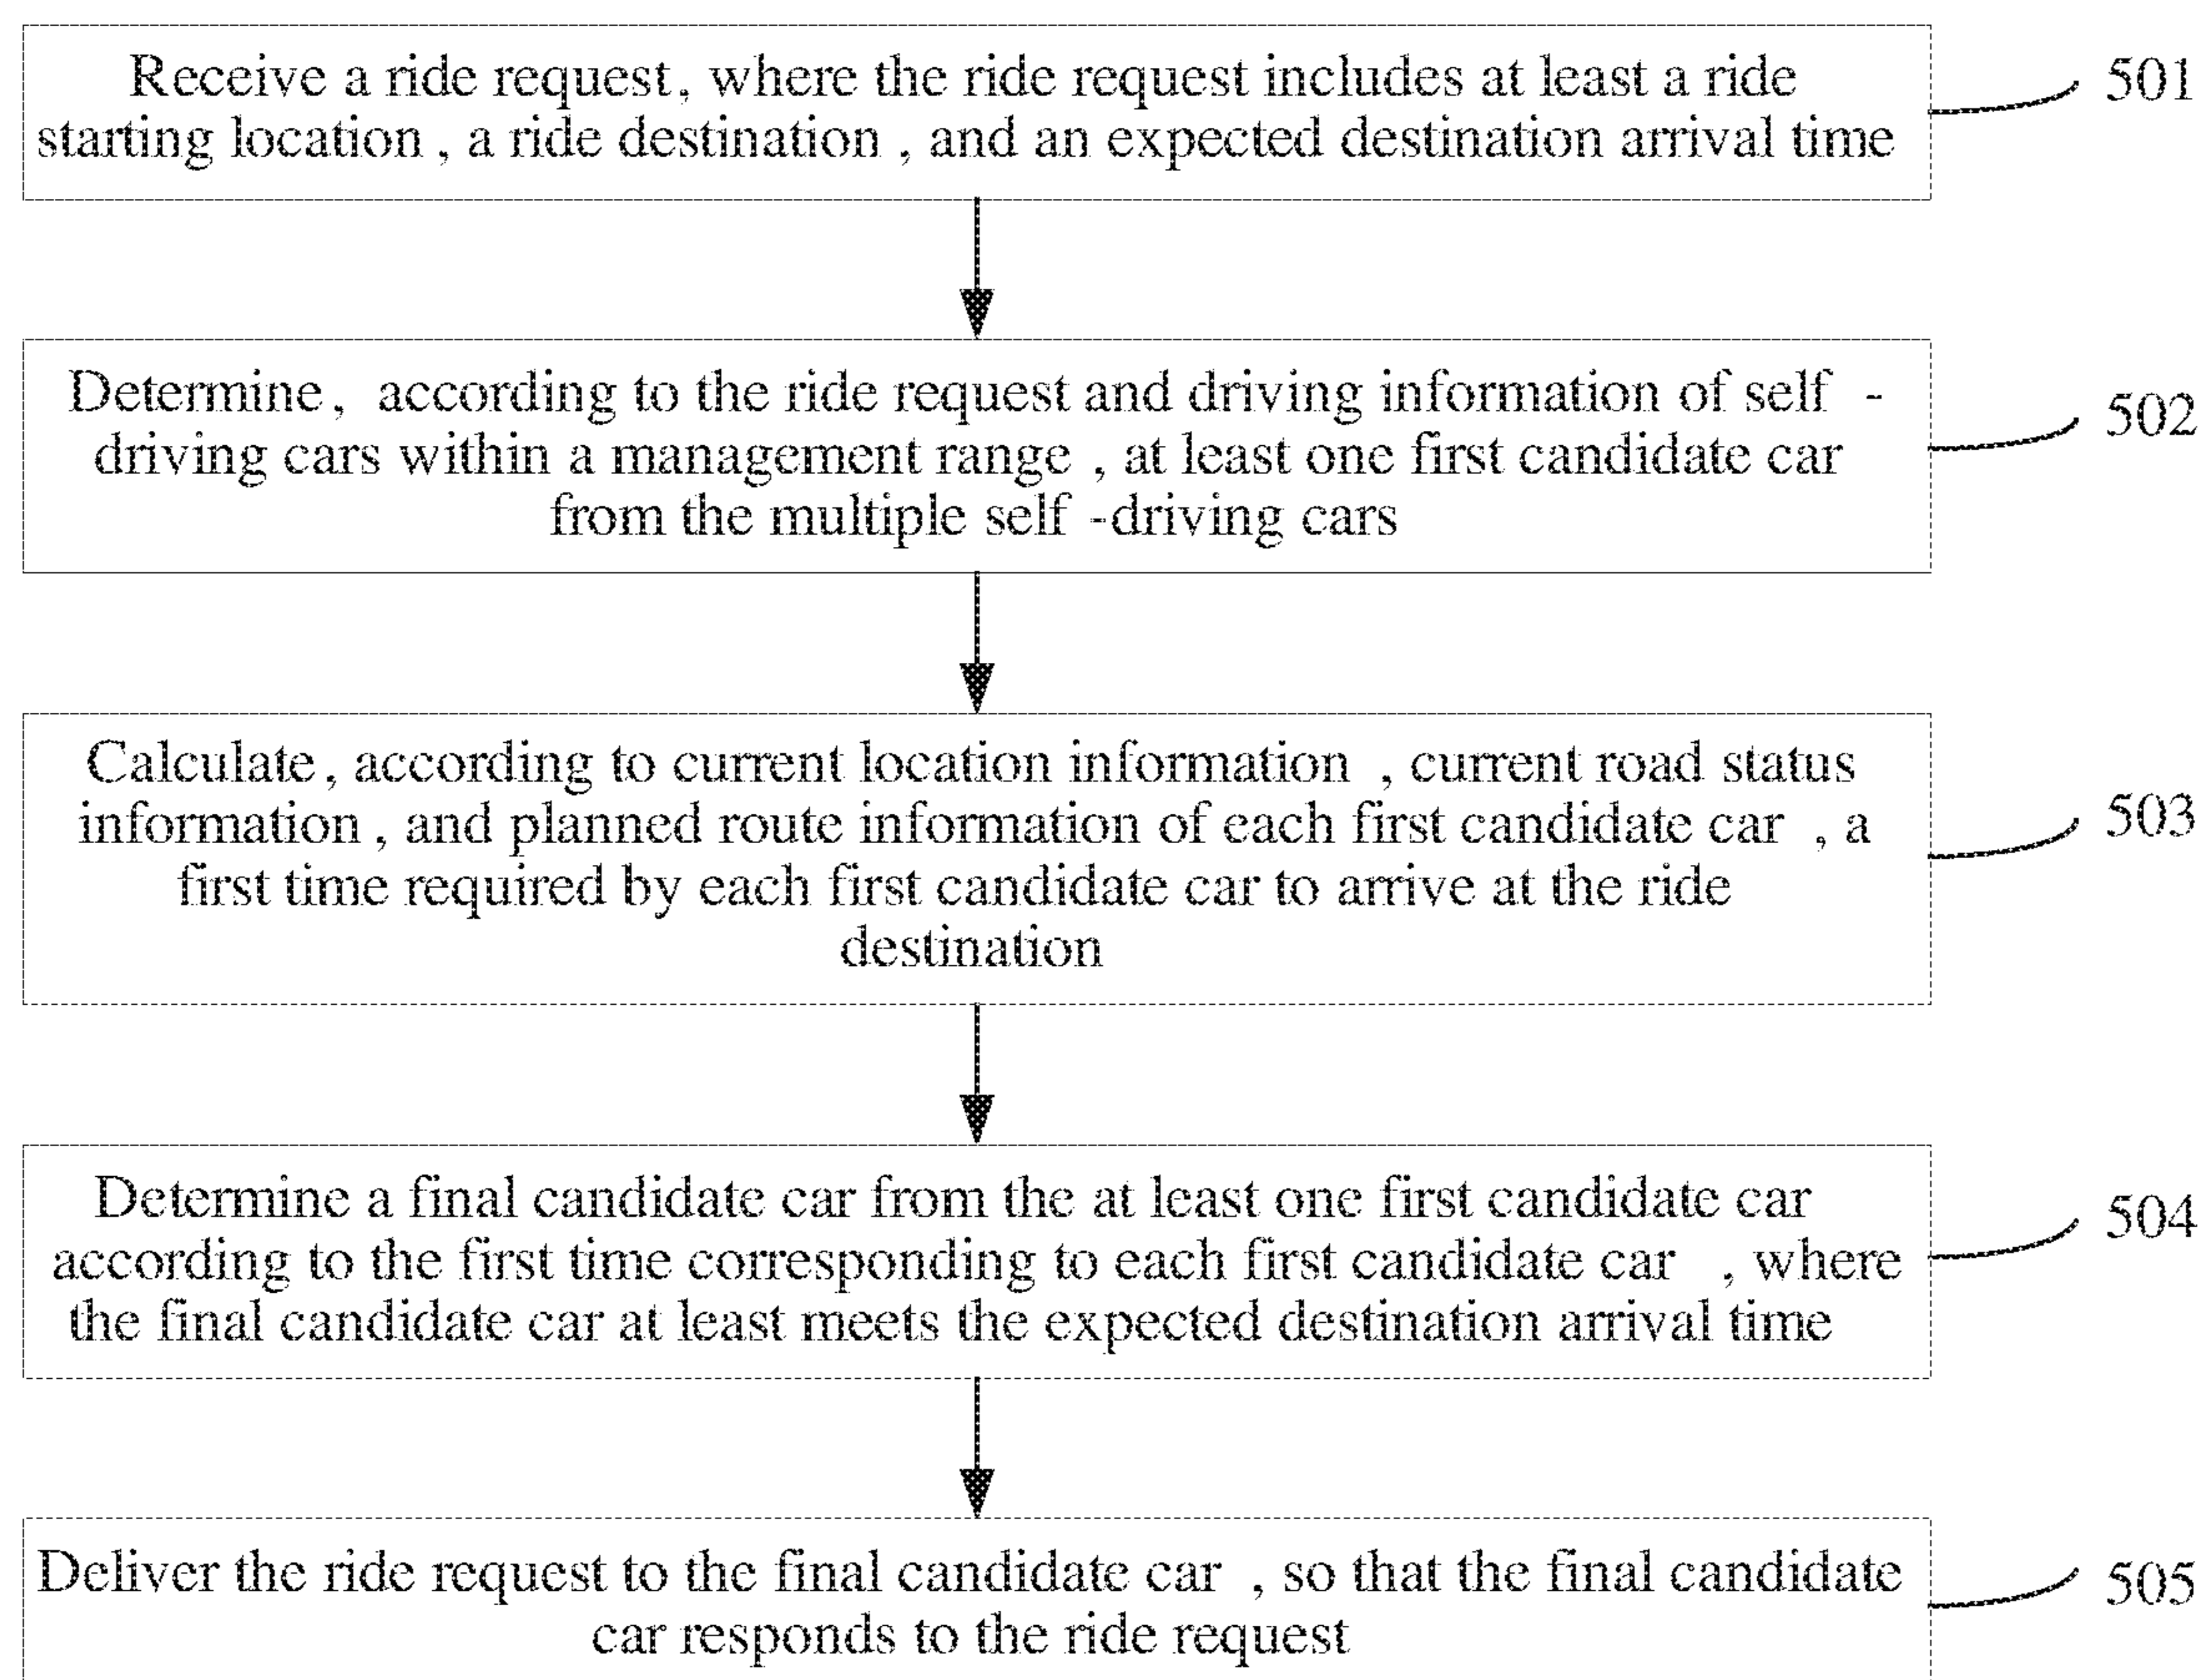 Receive a ride request, where the ride request includes at least a ride
starting location , a ride destination , and an expected destination arrival time
501
Determine, according to the ride request and driving information of self -
driving cars within a management range , at least one first candidate car
from the multiple self -driving cars
502
Calculate, according to current location information , current road status
information , and planned route information of each first candidate car , a
first time required by each first candidate car to arrive at the ride
destination
503
Determine a final candidate car from the at least one first candidate car
according to the first time corresponding to each first candidate car , where
the final candidate car at least meets the expected destination arrival time
504
Deliver the ride request to the final candidate car , so that the final candidate
car responds to the ride request
505